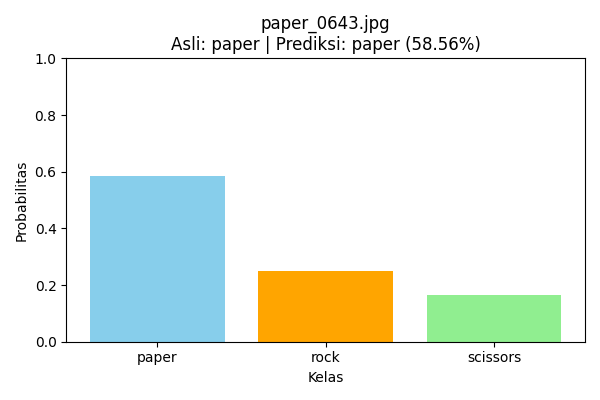 paper_0643.jpg
Asli: paper | Prediksi: paper (58.56%)
Probabilitas
1.0
0.8
0.6
0.4
0.2
0.0
paper rock scissors
Kelas